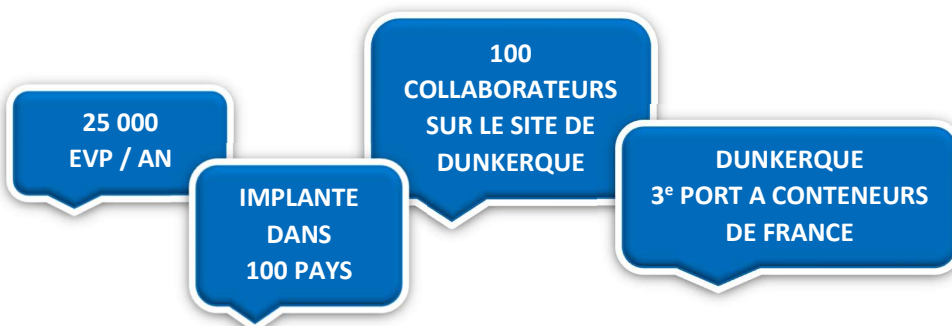 25 000
EVP / AN
IMPLANTE
DANS
100 PAYS
100
COLLABORATEURS
SUR LE SITE DE
DUNKERQUE
DUNKERQUE
3e PORT A CONTENEURS
DE FRANCE